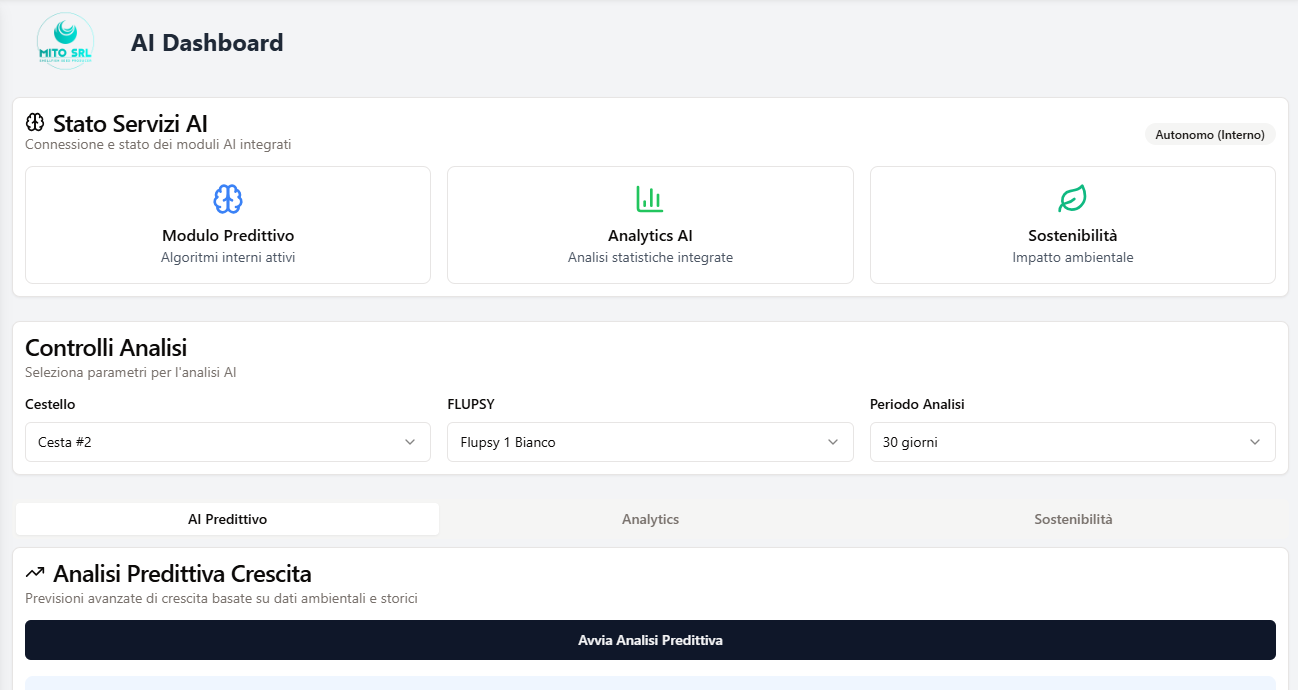 MITO SRL
AI Dashboard
Stato Servizi AI
Connessione e stato dei moduli AI integrati
Autonomo (Interno)
Modulo Predittivo
Algoritmi interni attivi
Analytics AI
Analisi statistiche integrate
Sostenibilità
Impatto ambientale
Controlli Analisi
Seleziona parametri per l'analisi AI
Cestello
Cesta #2
FLUPSY
Flupsy 1 Bianco
Periodo Analisi
30 giorni
AI Predittivo
Analytics
Sostenibilità
Analisi Predittiva Crescita
Previsioni avanzate di crescita basate su dati ambientali e storici
Avvia Analisi Predittiva